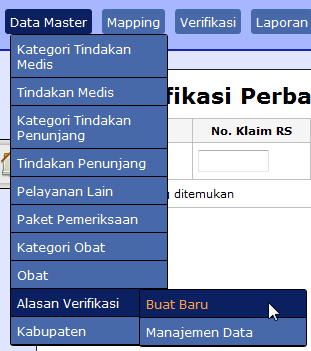 Data Master Mapping Verifikasi Laporan
Kategori Tindakan
Medis
Tindakan Medis
Kategori Tindakan
Penunjang
Tindakan Penunjang
Pelayanan Lain
Paket Pemeriksaan
Kategori Obat
Obat
Alasan Verifikasi
Kabupaten
Buat Baru
Manajemen Data
fikasi Perba
No. Klaim RS
ditemukan